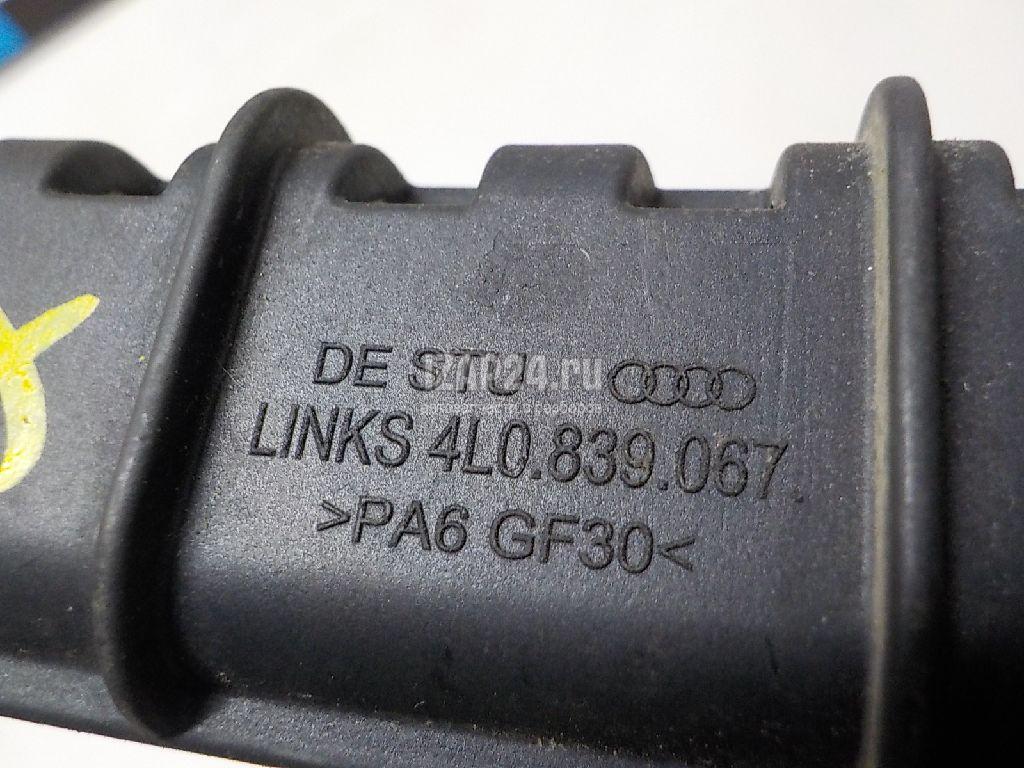 DE STU
LINKS 4L0.839.067.
>PA6 GF30<